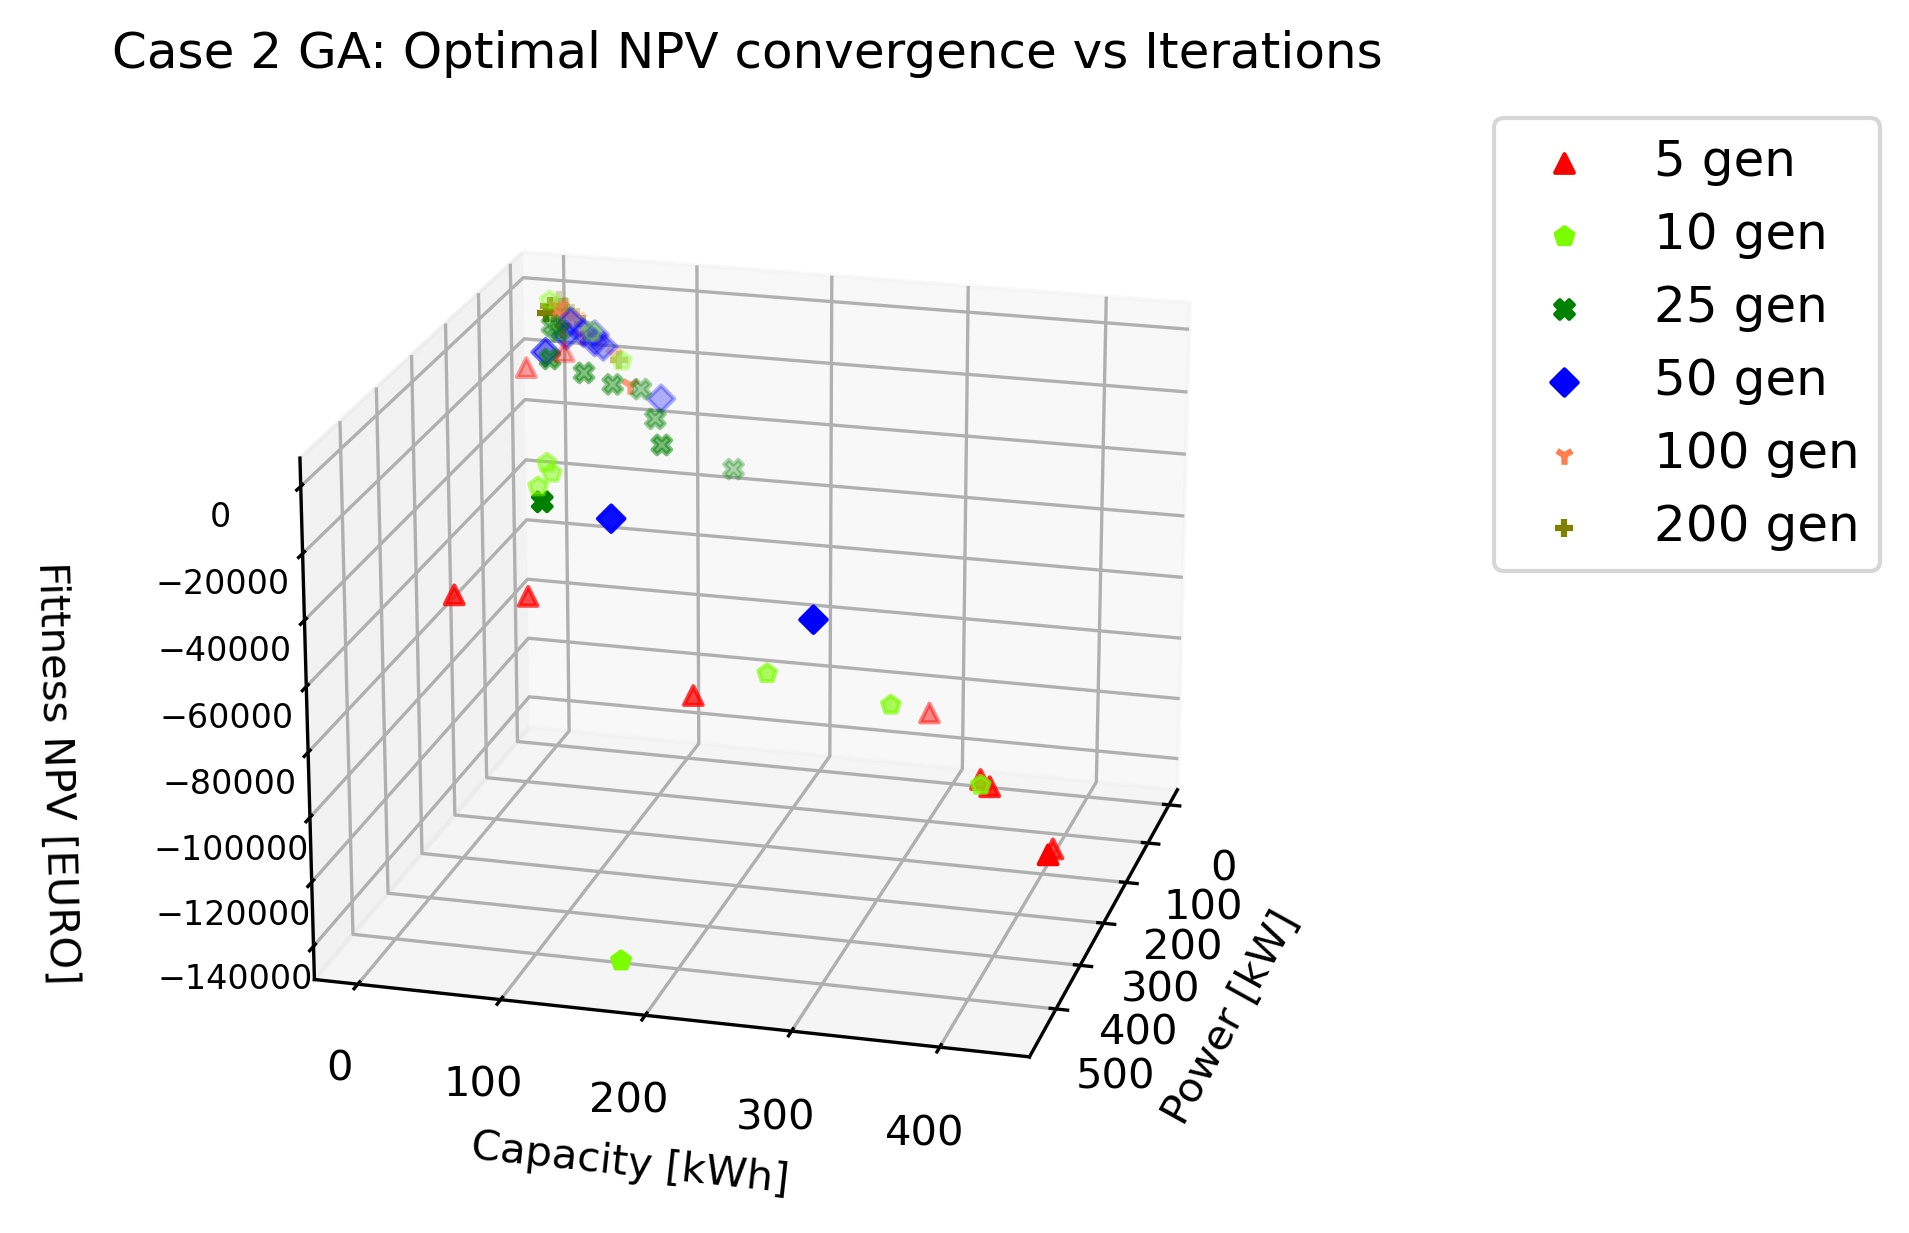 Case 2 GA: Optimal NPV convergence vs Iterations
5 gen
10 gen
25 gen
50 gen
100 gen
200 gen
Fittness NPV [EURO]
0
−20000
−40000
−60000
−80000
−100000
−120000
−140000
0
100
200
300
400
Capacity [kWh]
0
100
200
300
400
500
Power [kW]